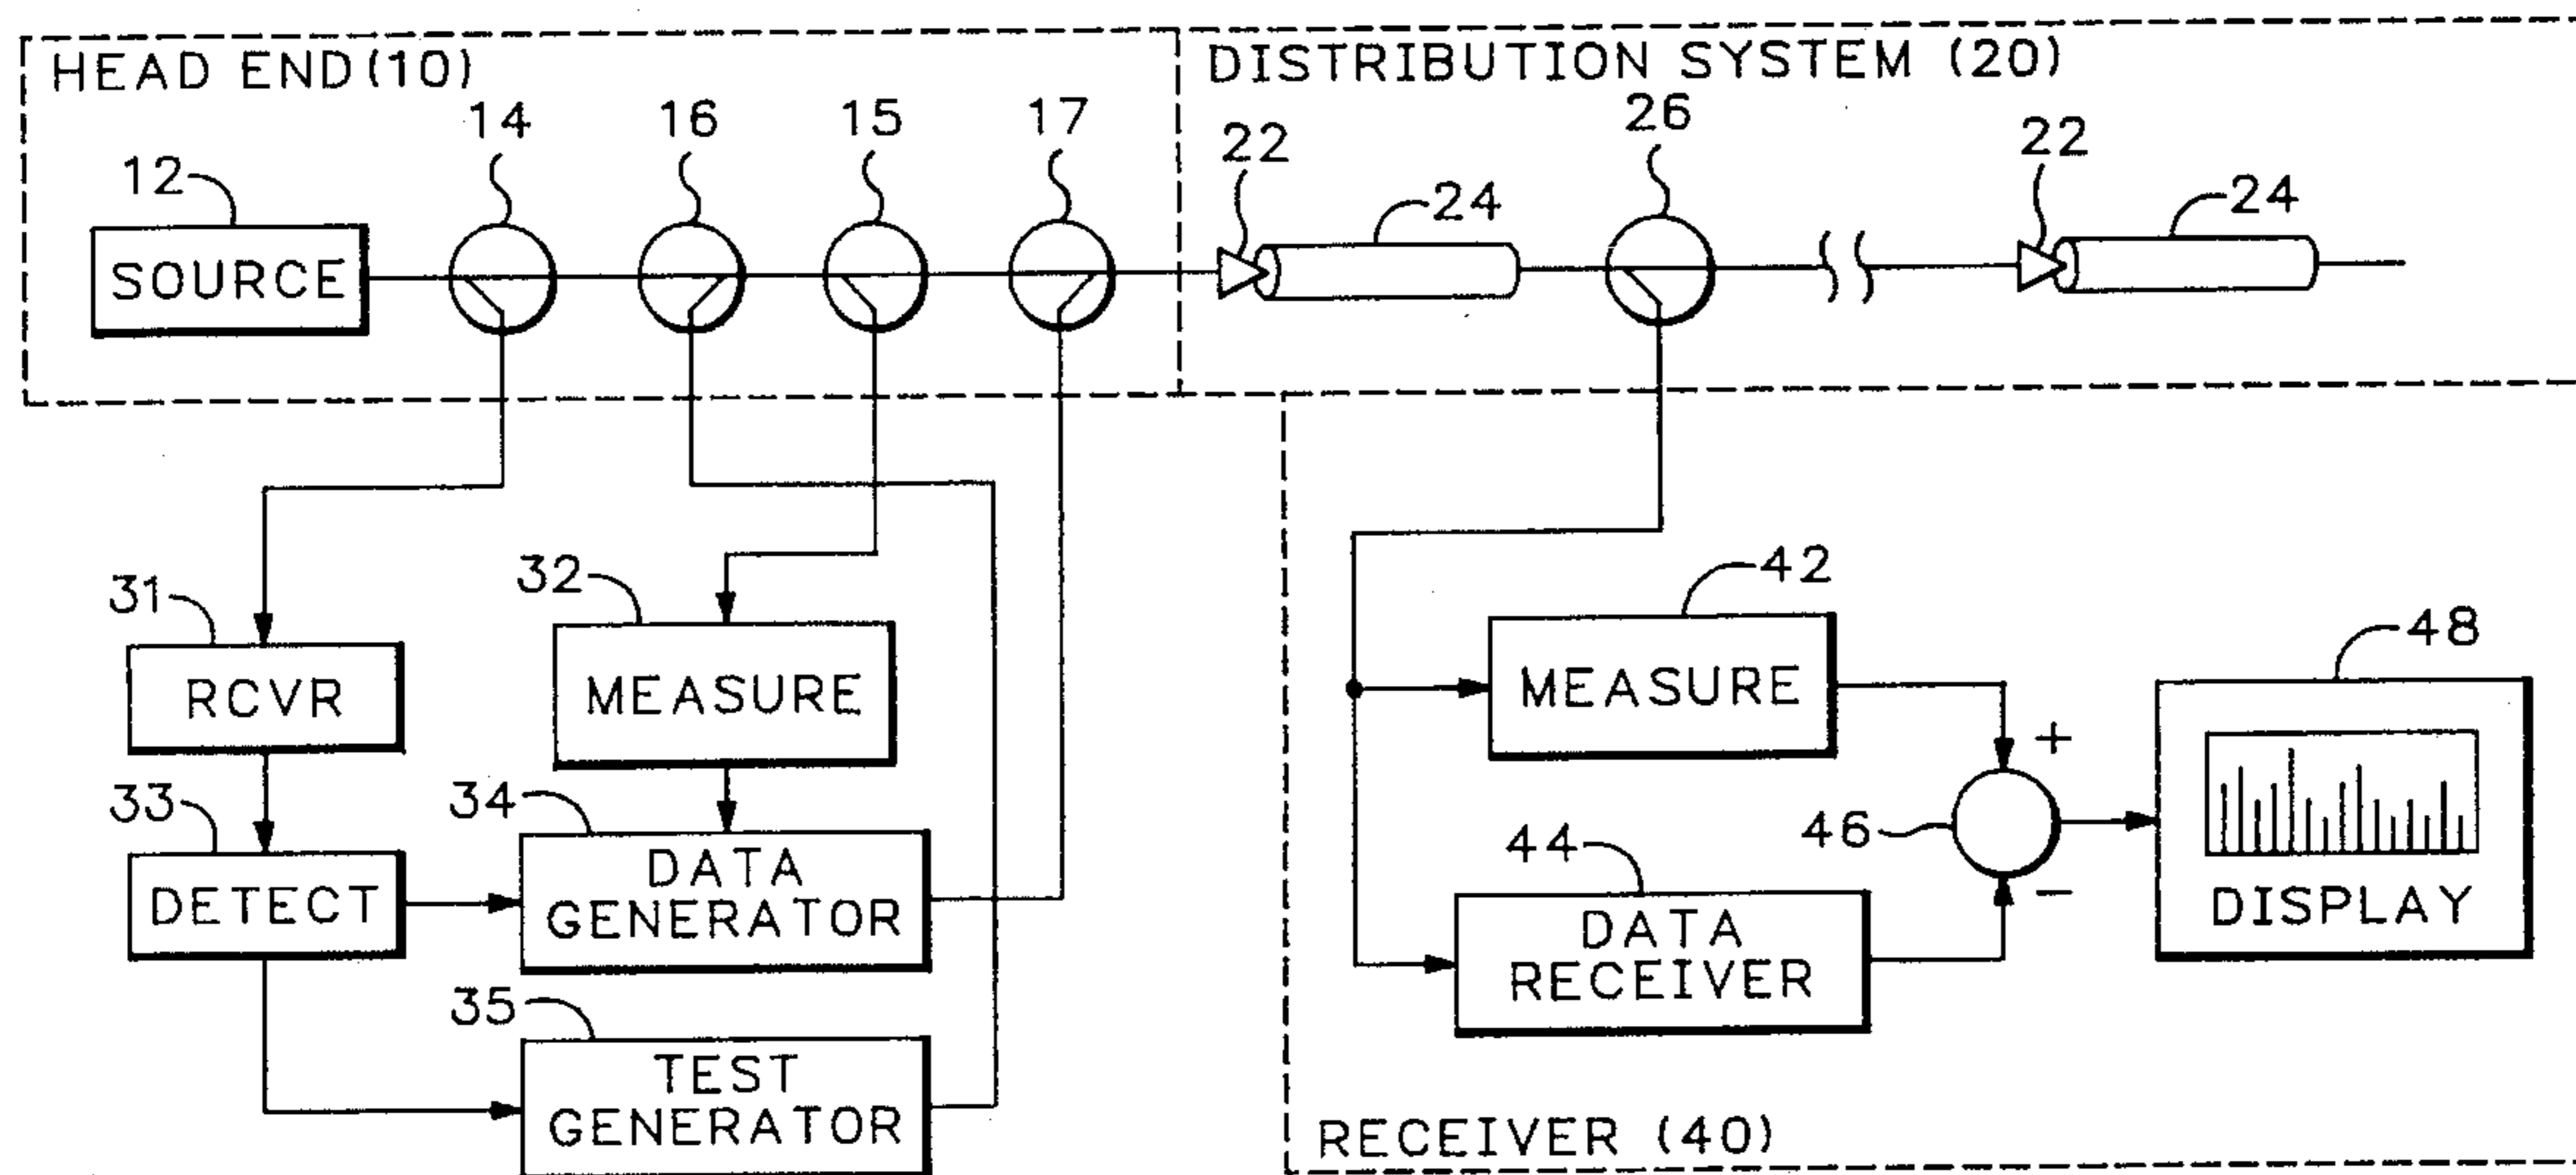 HEAD END(10)
DISTRIBUTION SYSTEM (20)
14
16
15
17
26
12
22
22
24
24
SOURCE
31
32
42
48
RCVR
MEASURE
MEASURE
+
33
34
44
46
DETECT
DATA
GENERATOR
DATA
RECEIVER
−
DISPLAY
35
TEST
GENERATOR
RECEIVER (40)